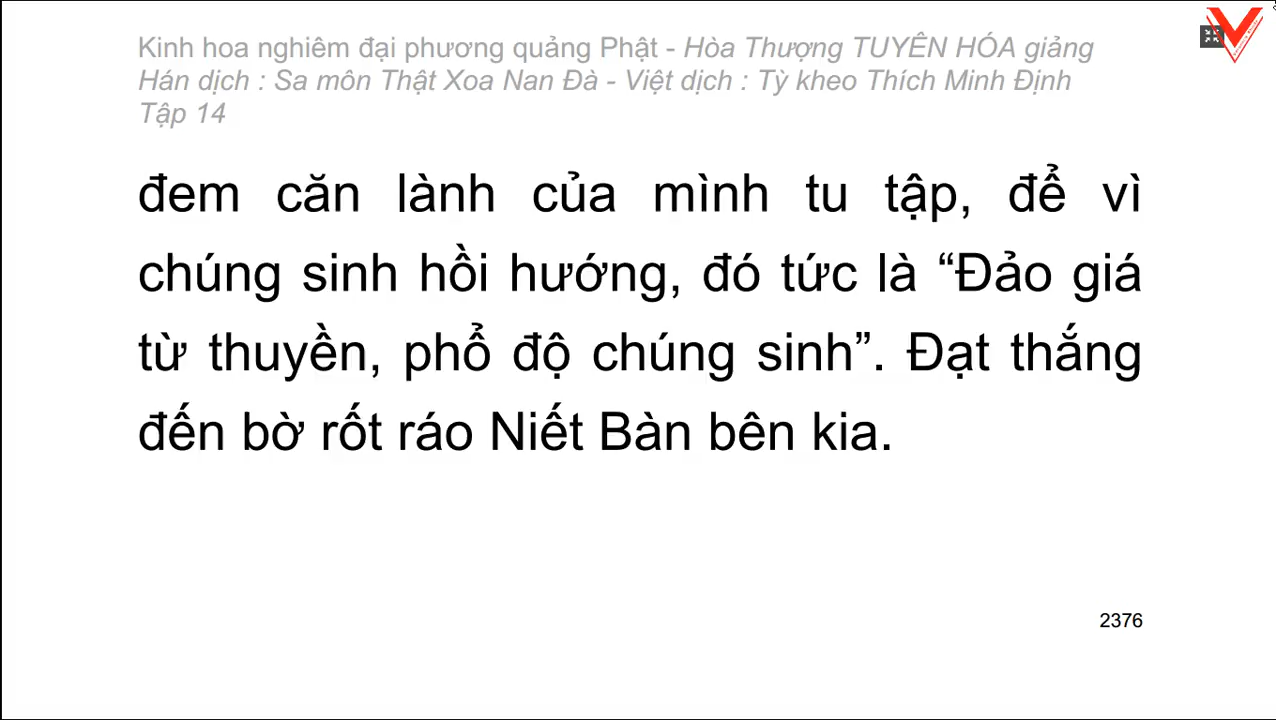 Kinh hoa nghiêm đại phương quảng Phật - Hòa Thượng TUYÊN HÓA giảng
Hán dịch : Sa môn Thật Xoa Nan Đà - Việt dịch : Tỳ kheo Thích Minh Định
Tập 14
đem căn lành của mình tu tập, để vì
chúng sinh hồi hướng, đó tức là “Đảo giá
từ thuyền, phổ độ chúng sinh”. Đạt thắng
đến bờ rốt ráo Niết Bàn bên kia.
2376